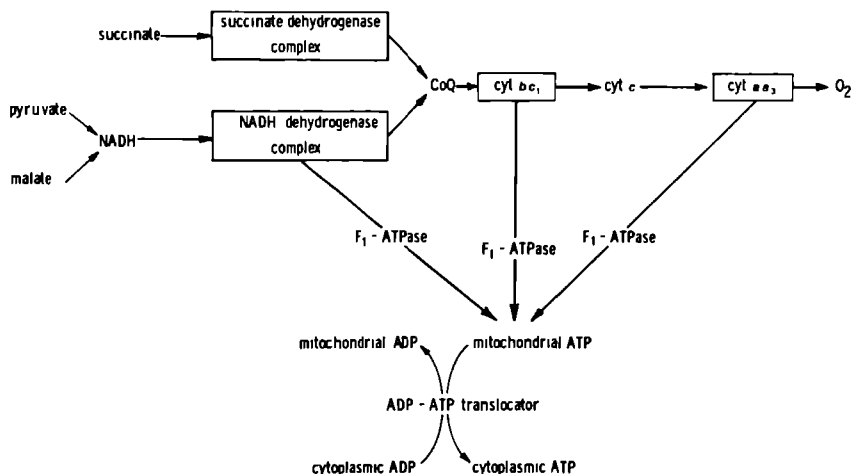 succinate
succinate dehydrogenase
complex
CoQ
cyt bc₁
cyt c
cyt aa₃
O₂
pyruvate
NADH
malate
NADH dehydrogenase
complex
F₁ - ATPase
F₁ - ATPase
F₁ - ATPase
mitochondrial ADP
mitochondrial ATP
ADP - ATP translocator
cytoplasmic ADP
cytoplasmic ATP